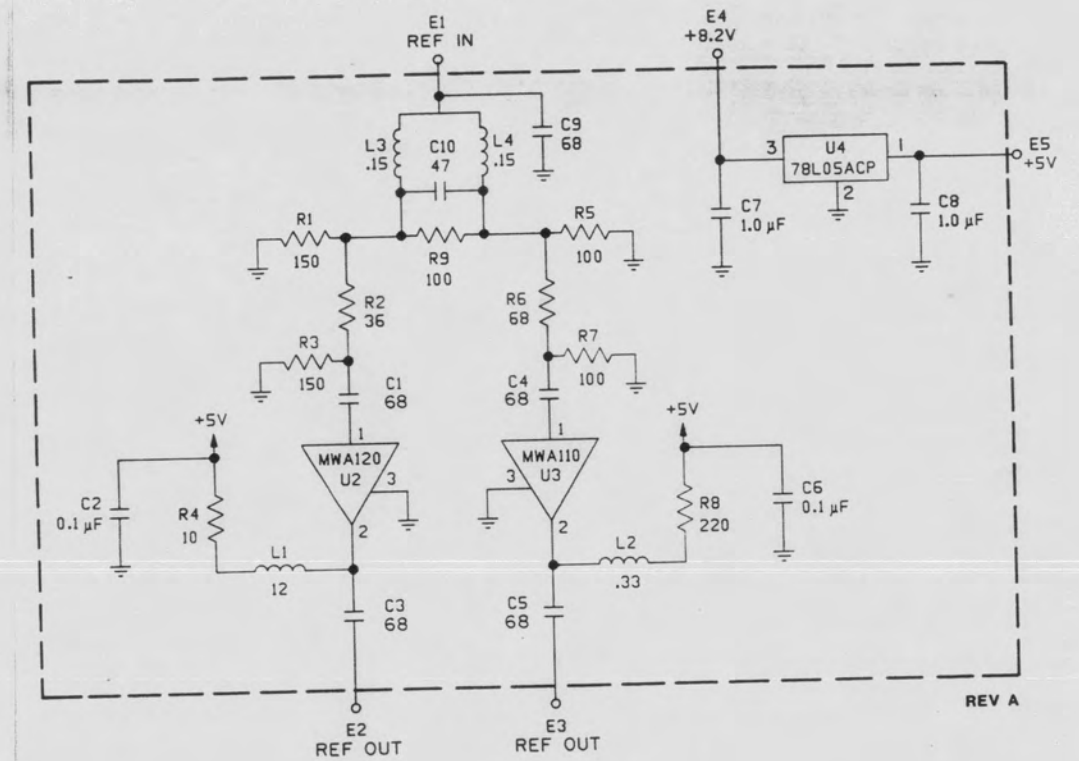 E1
REF IN
E4
+8.2V
L3
.15
C10
47
L4
.15
C9
68
3
U4
78L05ACP
1
2
E5
+5V
C7
1.0 µF
C8
1.0 µF
R1
150
R9
100
R5
100
R2
36
R6
68
R3
150
R7
100
C1
68
C4
68
+5V
1
MWA120
U2
3
2
1
MWA110
U3
3
2
+5V
C2
0.1 µF
R4
10
R8
220
C6
0.1 µF
L1
12
L2
.33
C3
68
C5
68
REV A
E2
REF OUT
E3
REF OUT